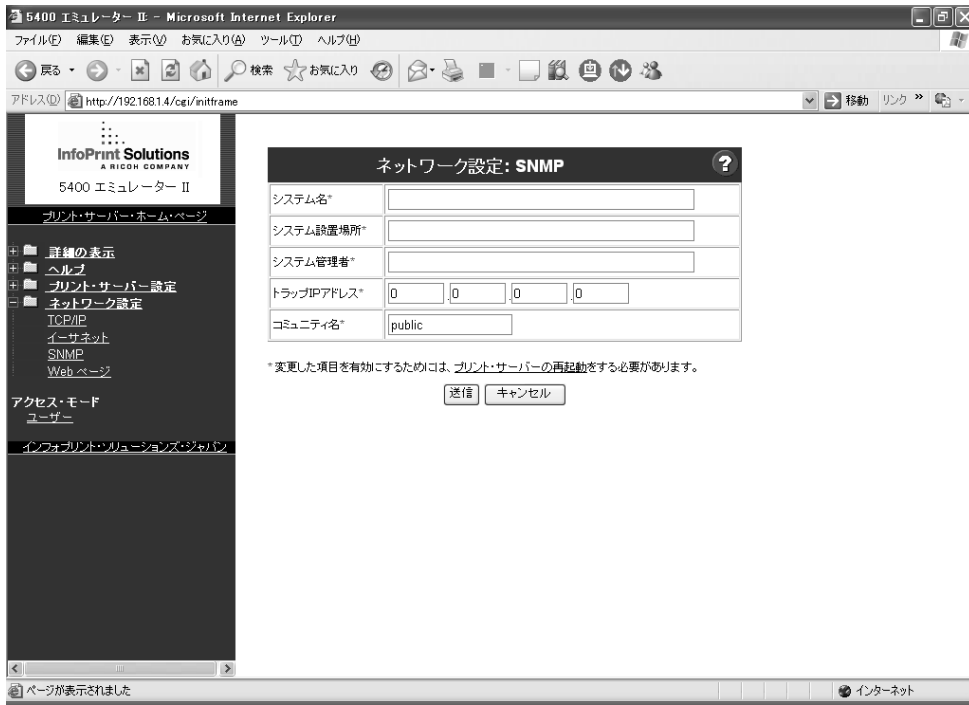 5400 エミュレーター II: - Microsoft Internet Explorer
ファイル(F) 編集(E) 表示(V) お気に入り(A) ツール(T) ヘルプ(H)
戻る 検索 お気に入り
アドレス(D) http://192.168.1.4/cgi/initframe 移動 リンク »
InfoPrint Solutions
A RICOH COMPANY
5400 エミュレーター II
プリント・サーバー・ホーム・ページ
詳細の表示
ヘルプ
プリント・サーバー設定
ネットワーク設定
TCP/IP
イーサネット
SNMP
Web ページ
アクセス・モード
ユーザー
インフォプリント・ソリューションズ・ジャパン
ネットワーク設定: SNMP ?
システム名*
システム設置場所*
システム管理者*
トラップIPアドレス* 0 .0 .0 .0
コミュニティ名* public
*変更した項目を有効にするためには、プリント・サーバーの再起動をする必要があります。
送信 キャンセル
ページが表示されました インターネット